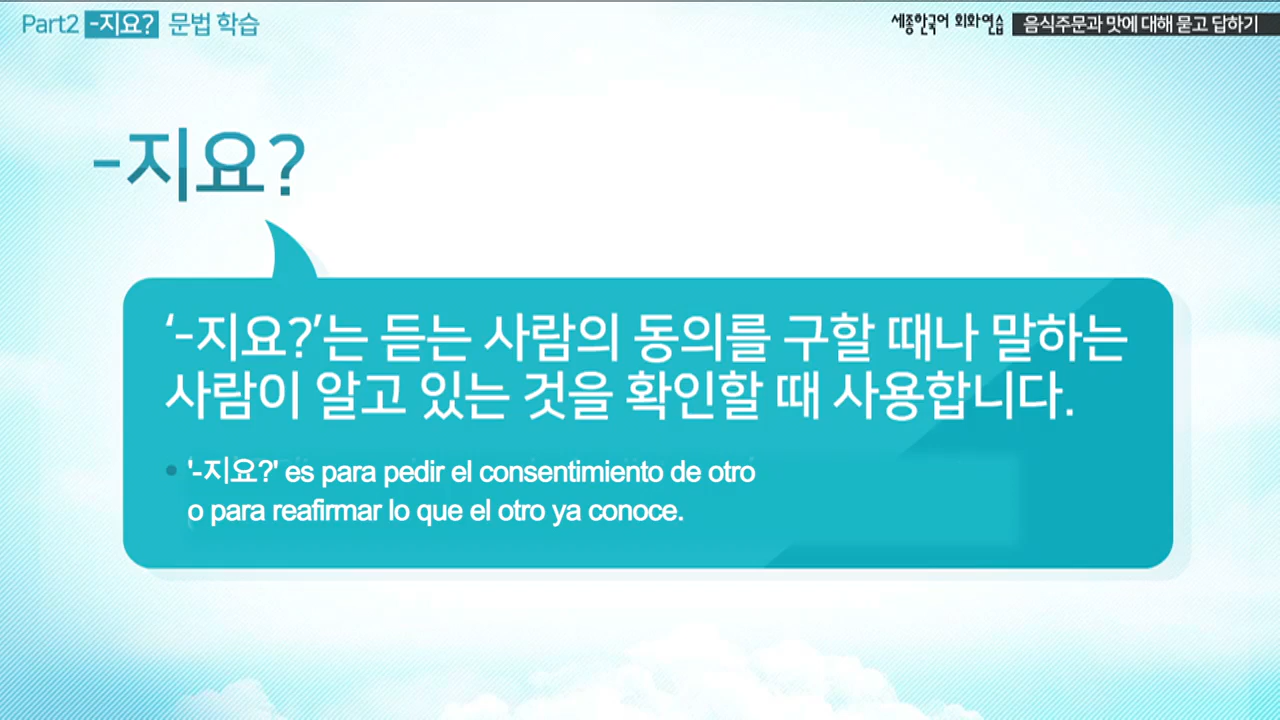 Part2 -지요? 문법 학습
세종한국어 회화연습 음식주문과 맛에 대해 묻고 답하기
-지요?
‘-지요?’는 듣는 사람의 동의를 구할 때나 말하는
사람이 알고 있는 것을 확인할 때 사용합니다.
• '-지요?' es para pedir el consentimiento de otro
o para reafirmar lo que el otro ya conoce.